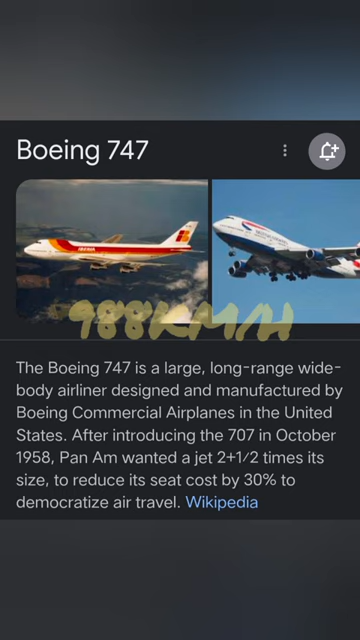 Boeing 747
IBERIA
988KM/H
The Boeing 747 is a large, long-range wide-
body airliner designed and manufactured by
Boeing Commercial Airplanes in the United
States. After introducing the 707 in October
1958, Pan Am wanted a jet 2+1/2 times its
size, to reduce its seat cost by 30% to
democratize air travel. Wikipedia